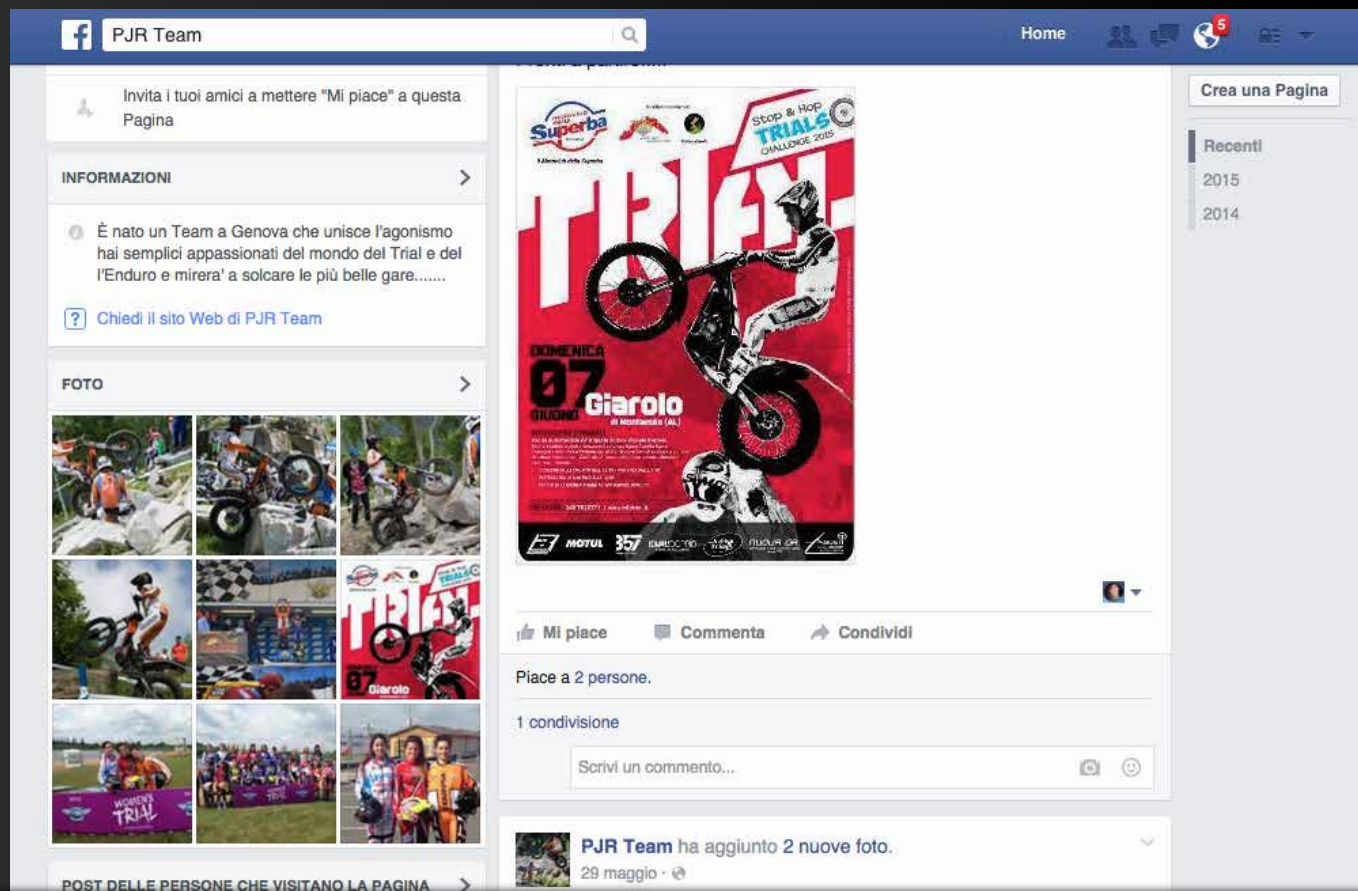 PJR Team
Home
5
Invita i tuoi amici a mettere "Mi piace" a questa
Pagina
INFORMAZIONI
È nato un Team a Genova che unisce l'agonismo
hai semplici appassionati del mondo del Trial e del
l'Enduro e mirera' a solcare le più belle gare.......
? Chiedi il sito Web di PJR Team
FOTO
TRIAL
07
Giarolo
WOMEN'S
TRIAL
POST DELLE PERSONE CHE VISITANO LA PAGINA
Superba
Stop & Hop
TRIALS
CHALLENGE 2015
TRIAL
DOMENICA
07
GIUGNO
Giarolo
di Montacuto (AL)
MOTUL
357
Mi piace
Commenta
Condividi
Piace a 2 persone.
1 condivisione
Scrivi un commento...
PJR Team ha aggiunto 2 nuove foto.
29 maggio
Crea una Pagina
Recenti
2015
2014